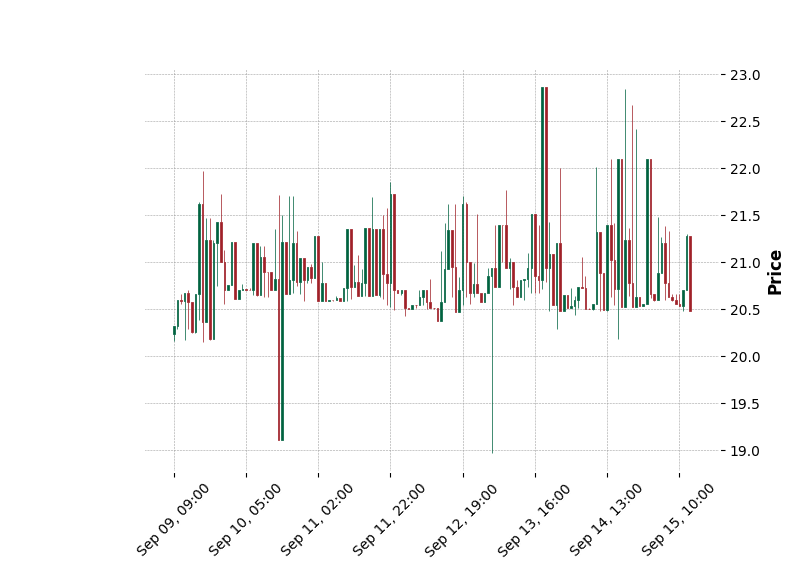 23.0
22.5
22.0
21.5
21.0
20.5
20.0
19.5
19.0
Price
Sep 09, 09:00
Sep 10, 05:00
Sep 11, 02:00
Sep 11, 22:00
Sep 12, 19:00
Sep 13, 16:00
Sep 14, 13:00
Sep 15, 10:00